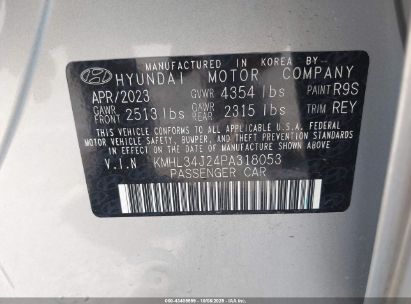 MADE IN KOREA
HYUNDAI MOTOR COMPANY
APR/2023 GVWR 4354 lbs PAINT R9S
GAWR FRONT 2513 lbs GAWR REAR 2315 lbs TRIM REY
THIS VEHICLE CONFORMS TO ALL APPLICABLE U.S.A. FEDERAL
MOTOR VEHICLE SAFETY, BUMPER, AND THEFT PREVENTION
STANDARDS IN EFFECT ON THE DATE OF MANUFACTURE SHOWN ABOVE.
V.I.N KMHL34J24PA318053
PASSENGER CAR